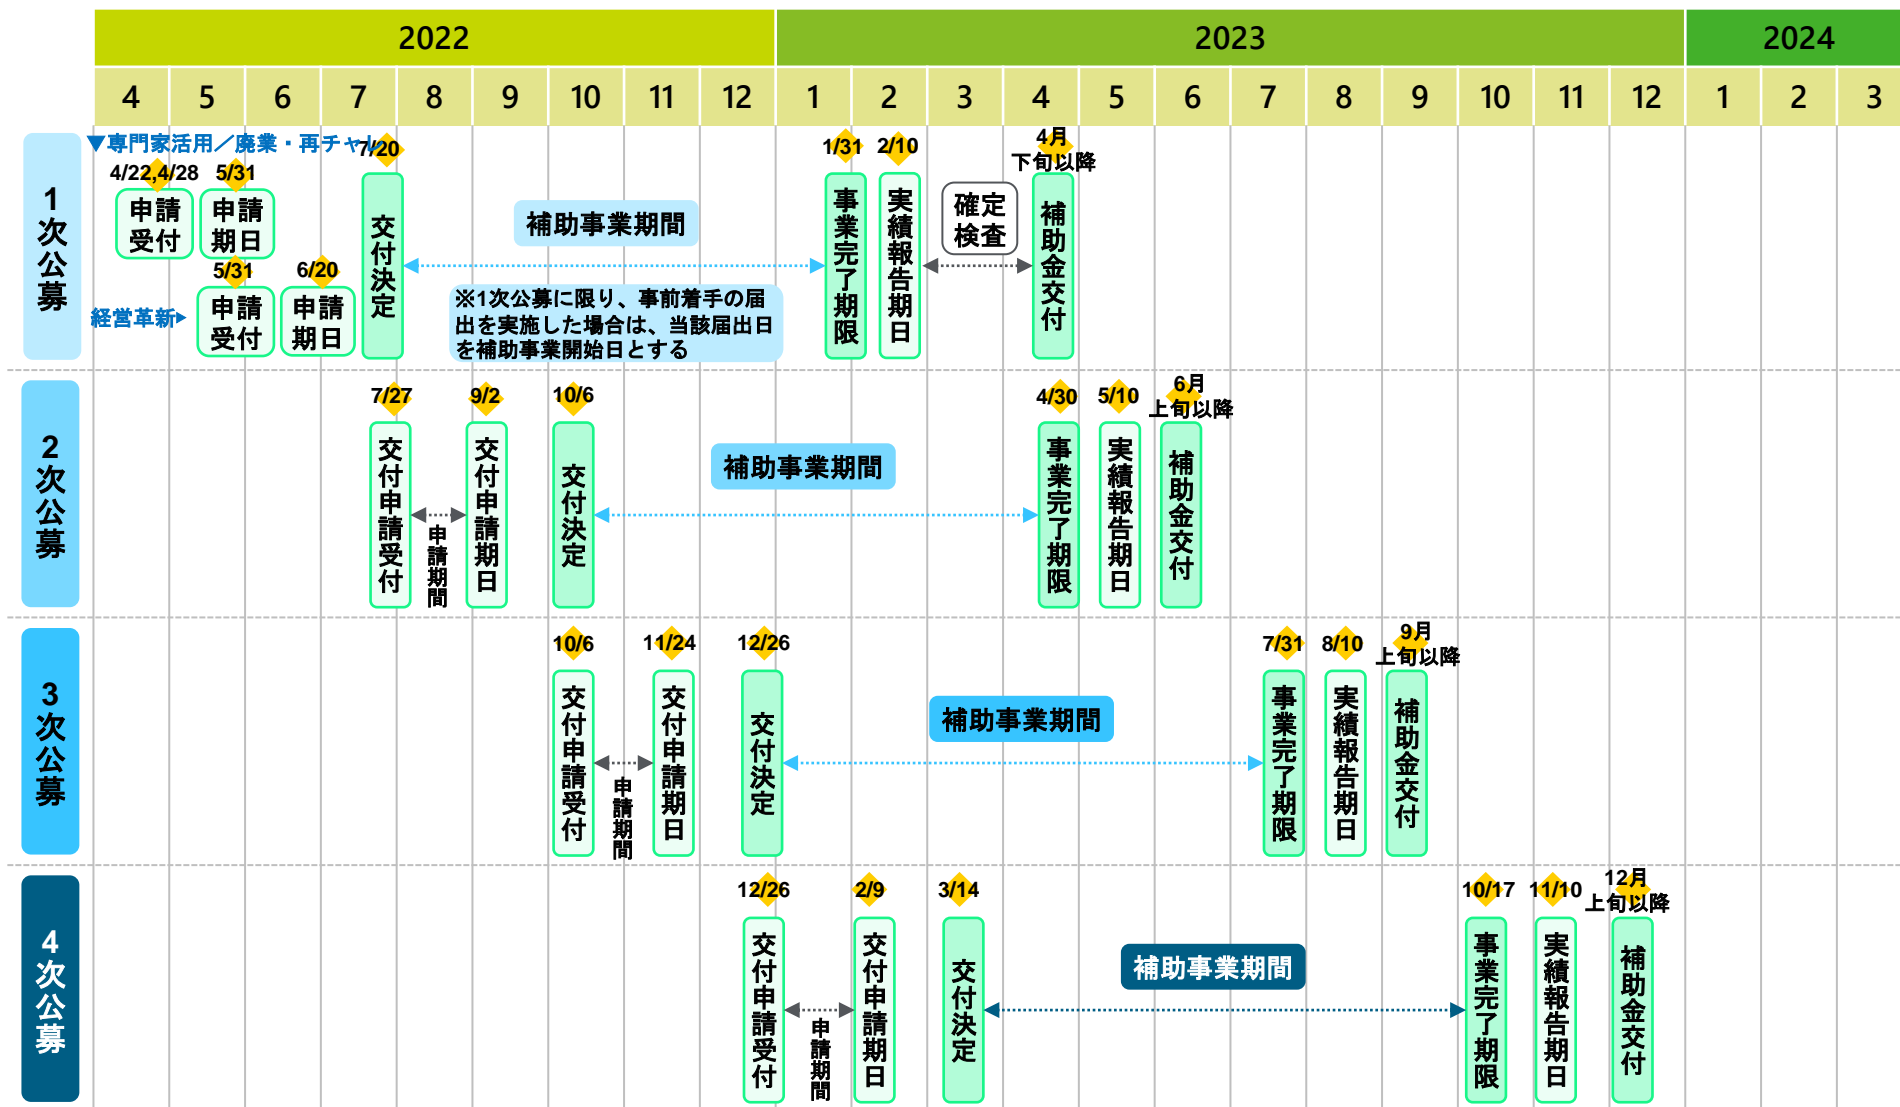 2022
2023
2024
4 5 6 7 8 9 10 11 12 1 2 3 4 5 6 7 8 9 10 11 12 1 2 3
1次公募
▼専門家活用／廃業・再チャレ
4/22,4/28
5/31
7/20
1/31
2/10
4月
下旬以降
申請
受付
申請
期日
交付決定
補助事業期間
事業完了期限
実績報告期日
確定
検査
補助金交付
5/31
6/20
経営革新▶
申請
受付
申請
期日
※1次公募に限り、事前着手の届
出を実施した場合は、当該届出日
を補助事業開始日とする
2次公募
7/27
9/2
10/6
4/30
5/10
6月
上旬以降
交付申請受付
申請期間
交付申請期日
交付決定
補助事業期間
事業完了期限
実績報告期日
補助金交付
3次公募
10/6
11/24
12/26
7/31
8/10
9月
上旬以降
交付申請受付
申請期間
交付申請期日
交付決定
補助事業期間
事業完了期限
実績報告期日
補助金交付
4次公募
12/26
2/9
3/14
10/17
11/10
12月
上旬以降
交付申請受付
申請期間
交付申請期日
交付決定
補助事業期間
事業完了期限
実績報告期日
補助金交付